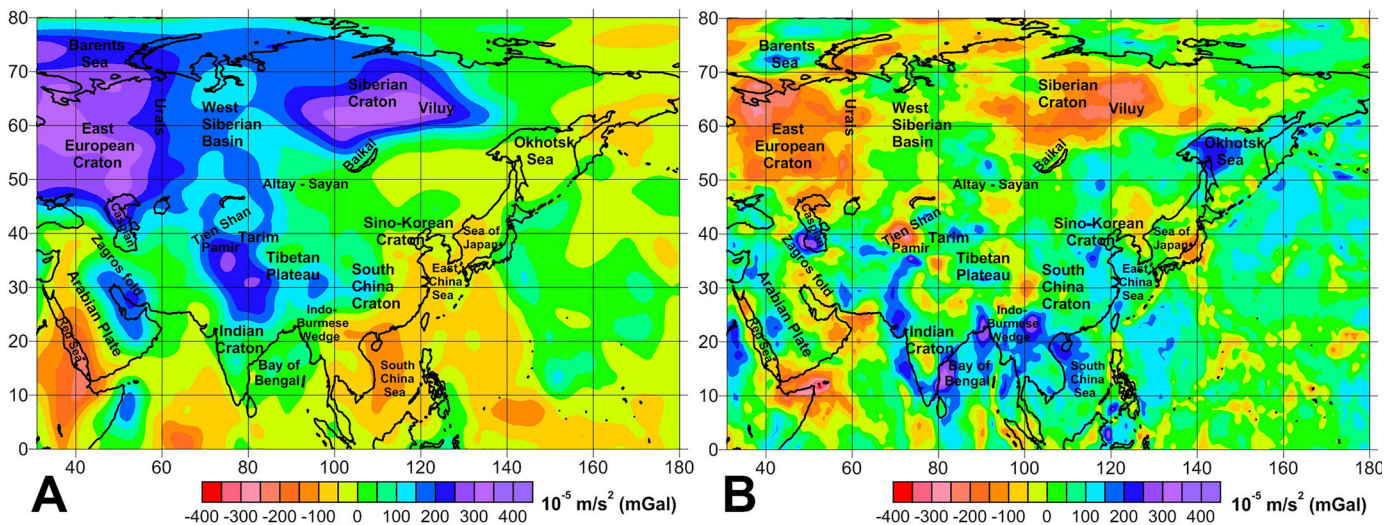 80
70
60
50
40
30
20
10
0
40
60
80
100
120
140
160
180
Barents
Sea
East
European
Craton
Urals
West
Siberian
Basin
Siberian
Craton
Viluy
Baikal
Okhotsk
Sea
Altay - Sayan
Caspian
Tien Shan
Pamir
Tarim
Sino-Korean
Craton
Sea of
Japan
Zagros fold
Tibetan
Plateau
South
China
Craton
East
China
Sea
Arabian Plate
Red Sea
Indian
Craton
Indo-
Burmese
Wedge
Bay of
Bengal
South
China
Sea
A
-400 -300 -200 -100 0 100 200 300 400
10-5 m/s2 (mGal)
80
70
60
50
40
30
20
10
0
40
60
80
100
120
140
160
180
Barents
Sea
East
European
Craton
Urals
West
Siberian
Basin
Siberian
Craton
Viluy
Baikal
Okhotsk
Sea
Altay - Sayan
Caspian
Tien Shan
Pamir
Tarim
Sino-Korean
Craton
Sea of
Japan
Zagros fold
Tibetan
Plateau
South
China
Craton
East
China
Sea
Arabian Plate
Red Sea
Indian
Craton
Indo-
Burmese
Wedge
Bay of
Bengal
South
China
Sea
B
-400 -300 -200 -100 0 100 200 300 400
10-5 m/s2 (mGal)